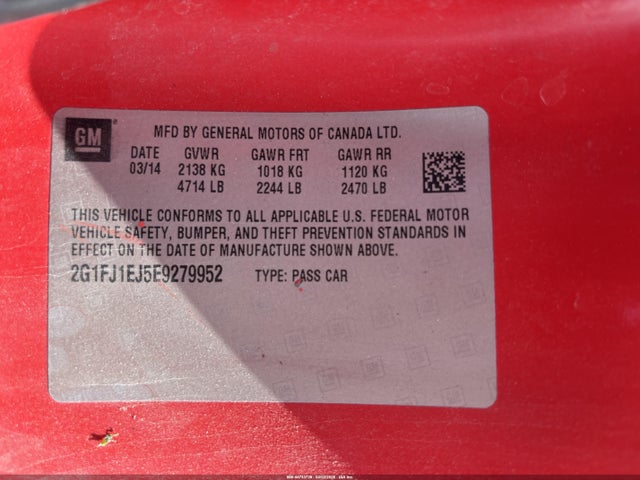 GM
MFD BY GENERAL MOTORS OF CANADA LTD.
DATE GVWR GAWR FRT GAWR RR
03/14 2138 KG 1018 KG 1120 KG
4714 LB 2244 LB 2470 LB
THIS VEHICLE CONFORMS TO ALL APPLICABLE U.S. FEDERAL MOTOR
VEHICLE SAFETY, BUMPER, AND THEFT PREVENTION STANDARDS IN
EFFECT ON THE DATE OF MANUFACTURE SHOWN ABOVE.
2G1FJ1EJ5E9279952 TYPE: PASS CAR